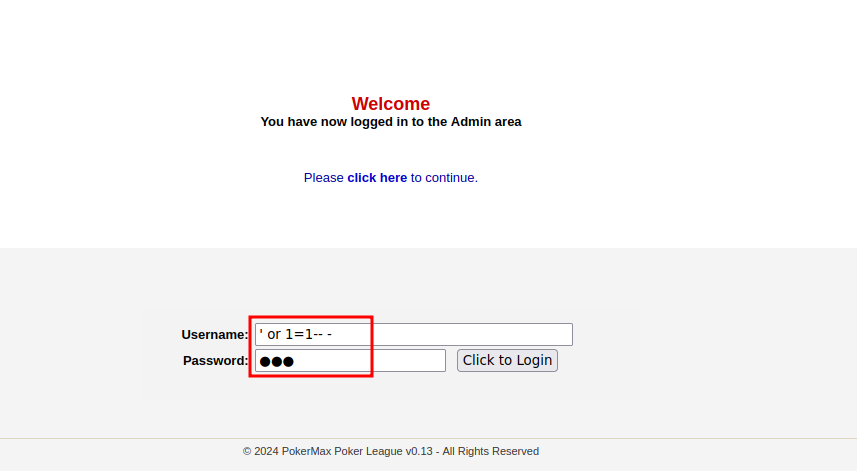 Welcome
You have now logged in to the Admin area
Please click here to continue.
Username: ' or 1=1-- -
Password: ●●● Click to Login
© 2024 PokerMax Poker League v0.13 - All Rights Reserved